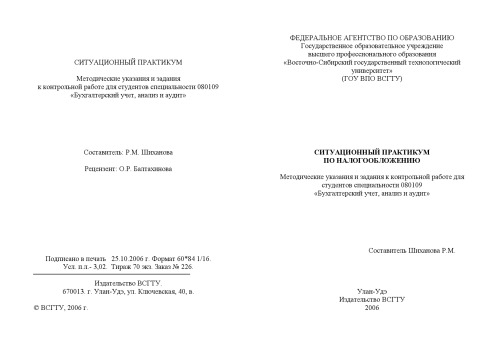 СИТУАЦИОННЫЙ ПРАКТИКУМ
Методические указания и задания
к контрольной работе для студентов специальности 080109
«Бухгалтерский учет, анализ и аудит»
Составитель: Р.М. Шиханова
Рецензент: О.Р. Балтахинова
Подписано в печать 25.10.2006 г. Формат 60*84 1/16.
Усл. п.л.- 3,02. Тираж 70 экз. Заказ № 226.
Издательство ВСГТУ.
670013. г. Улан-Удэ, ул. Ключевская, 40, в.
© ВСГТУ, 2006 г.
ФЕДЕРАЛЬНОЕ АГЕНТСТВО ПО ОБРАЗОВАНИЮ
Государственное образовательное учреждение
высшего профессионального образования
«Восточно-Сибирский государственный технологический
университет»
(ГОУ ВПО ВСГТУ)
СИТУАЦИОННЫЙ ПРАКТИКУМ
ПО НАЛОГООБЛОЖЕНИЮ
Методические указания и задания к контрольной работе для
студентов специальности 080109
«Бухгалтерский учет, анализ и аудит»
Составитель Шиханова Р.М.
Улан-Удэ
Издательство ВСГТУ
2006